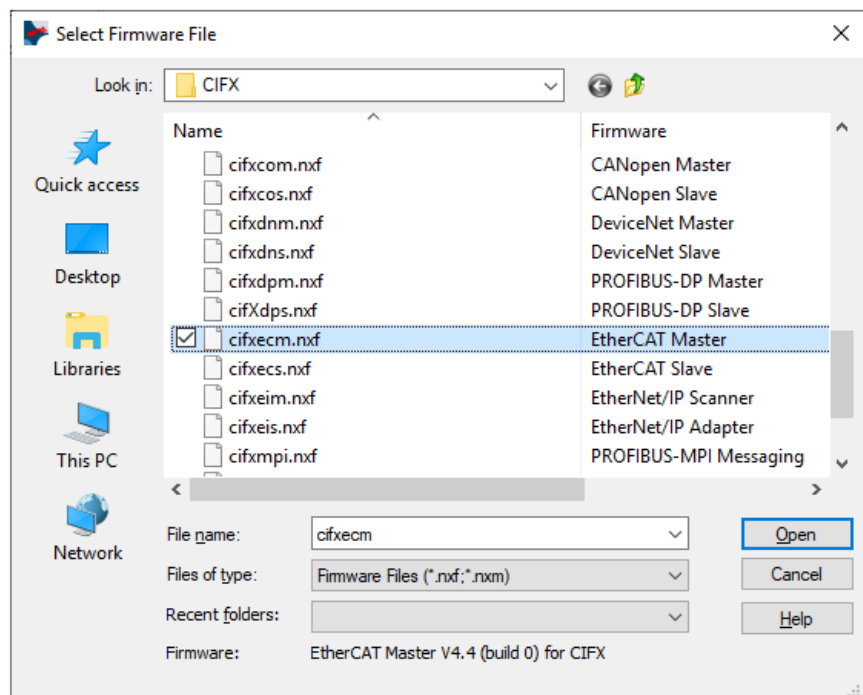 Select Firmware File
Look in: CIFX
Name Firmware
cifxcom.nxf CANopen Master
cifxcos.nxf CANopen Slave
cifxdnm.nxf DeviceNet Master
cifxdns.nxf DeviceNet Slave
cifxdpm.nxf PROFIBUS-DP Master
cifXdps.nxf PROFIBUS-DP Slave
cifxecm.nxf EtherCAT Master
cifxecs.nxf EtherCAT Slave
cifxeim.nxf EtherNet/IP Scanner
cifxeis.nxf EtherNet/IP Adapter
cifxmpi.nxf PROFIBUS-MPI Messaging
Quick access
Desktop
Libraries
This PC
Network
File name: cifxecm Open
Files of type: Firmware Files (*.nxf;*.nxm) Cancel
Recent folders: Help
Firmware: EtherCAT Master V4.4 (build 0) for CIFX